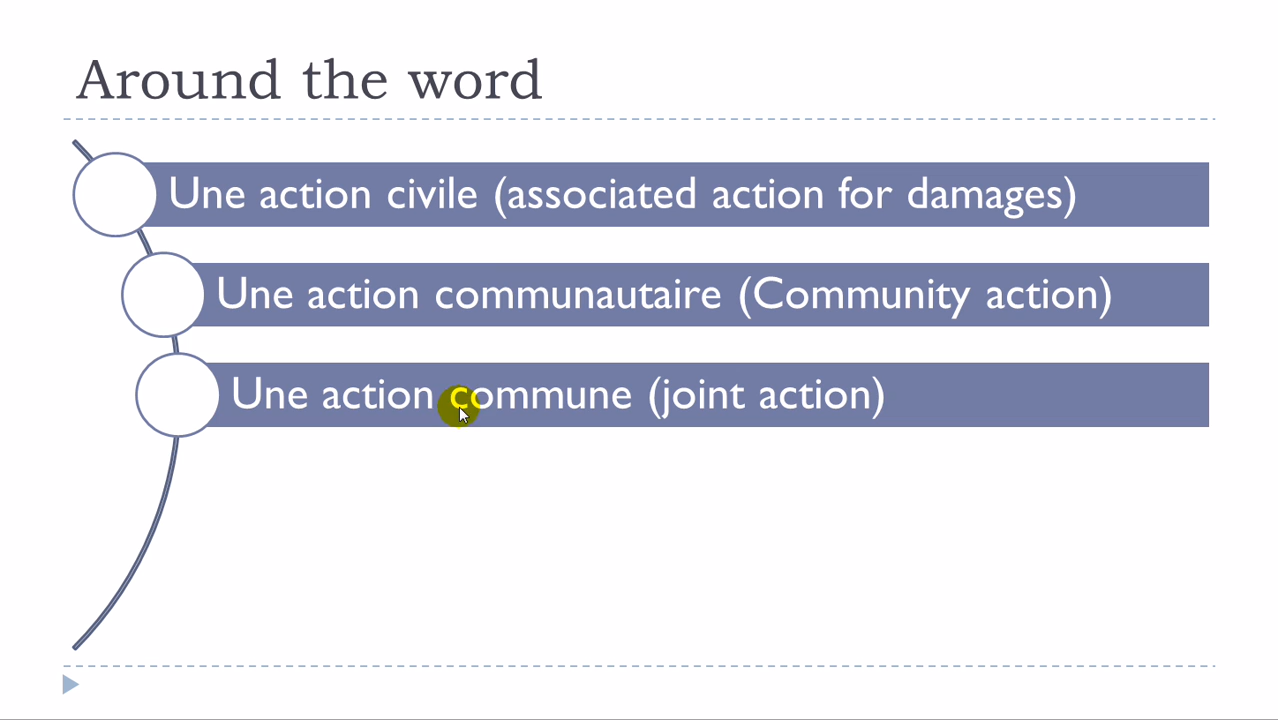 Around the word
Une action civile (associated action for damages)
Une action communautaire (Community action)
Une action commune (joint action)